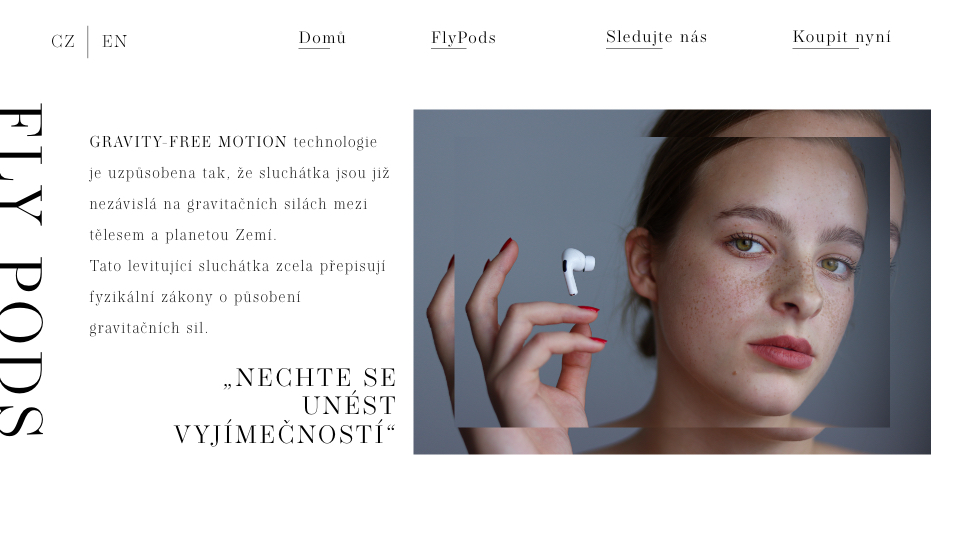 CZ | EN
Domů
FlyPods
Sledujte nás
Koupit nyní
FLY PODS
GRAVITY-FREE MOTION technologie
je uzpůsobena tak, že sluchátka jsou již
nezávislá na gravitačních silách mezi
tělesem a planetou Zemí.
Tato levitující sluchátka zcela přepisují
fyzikální zákony o působení
gravitačních sil.
„NECHTE SE
UNÉST
VYJÍMEČNOSTÍ“